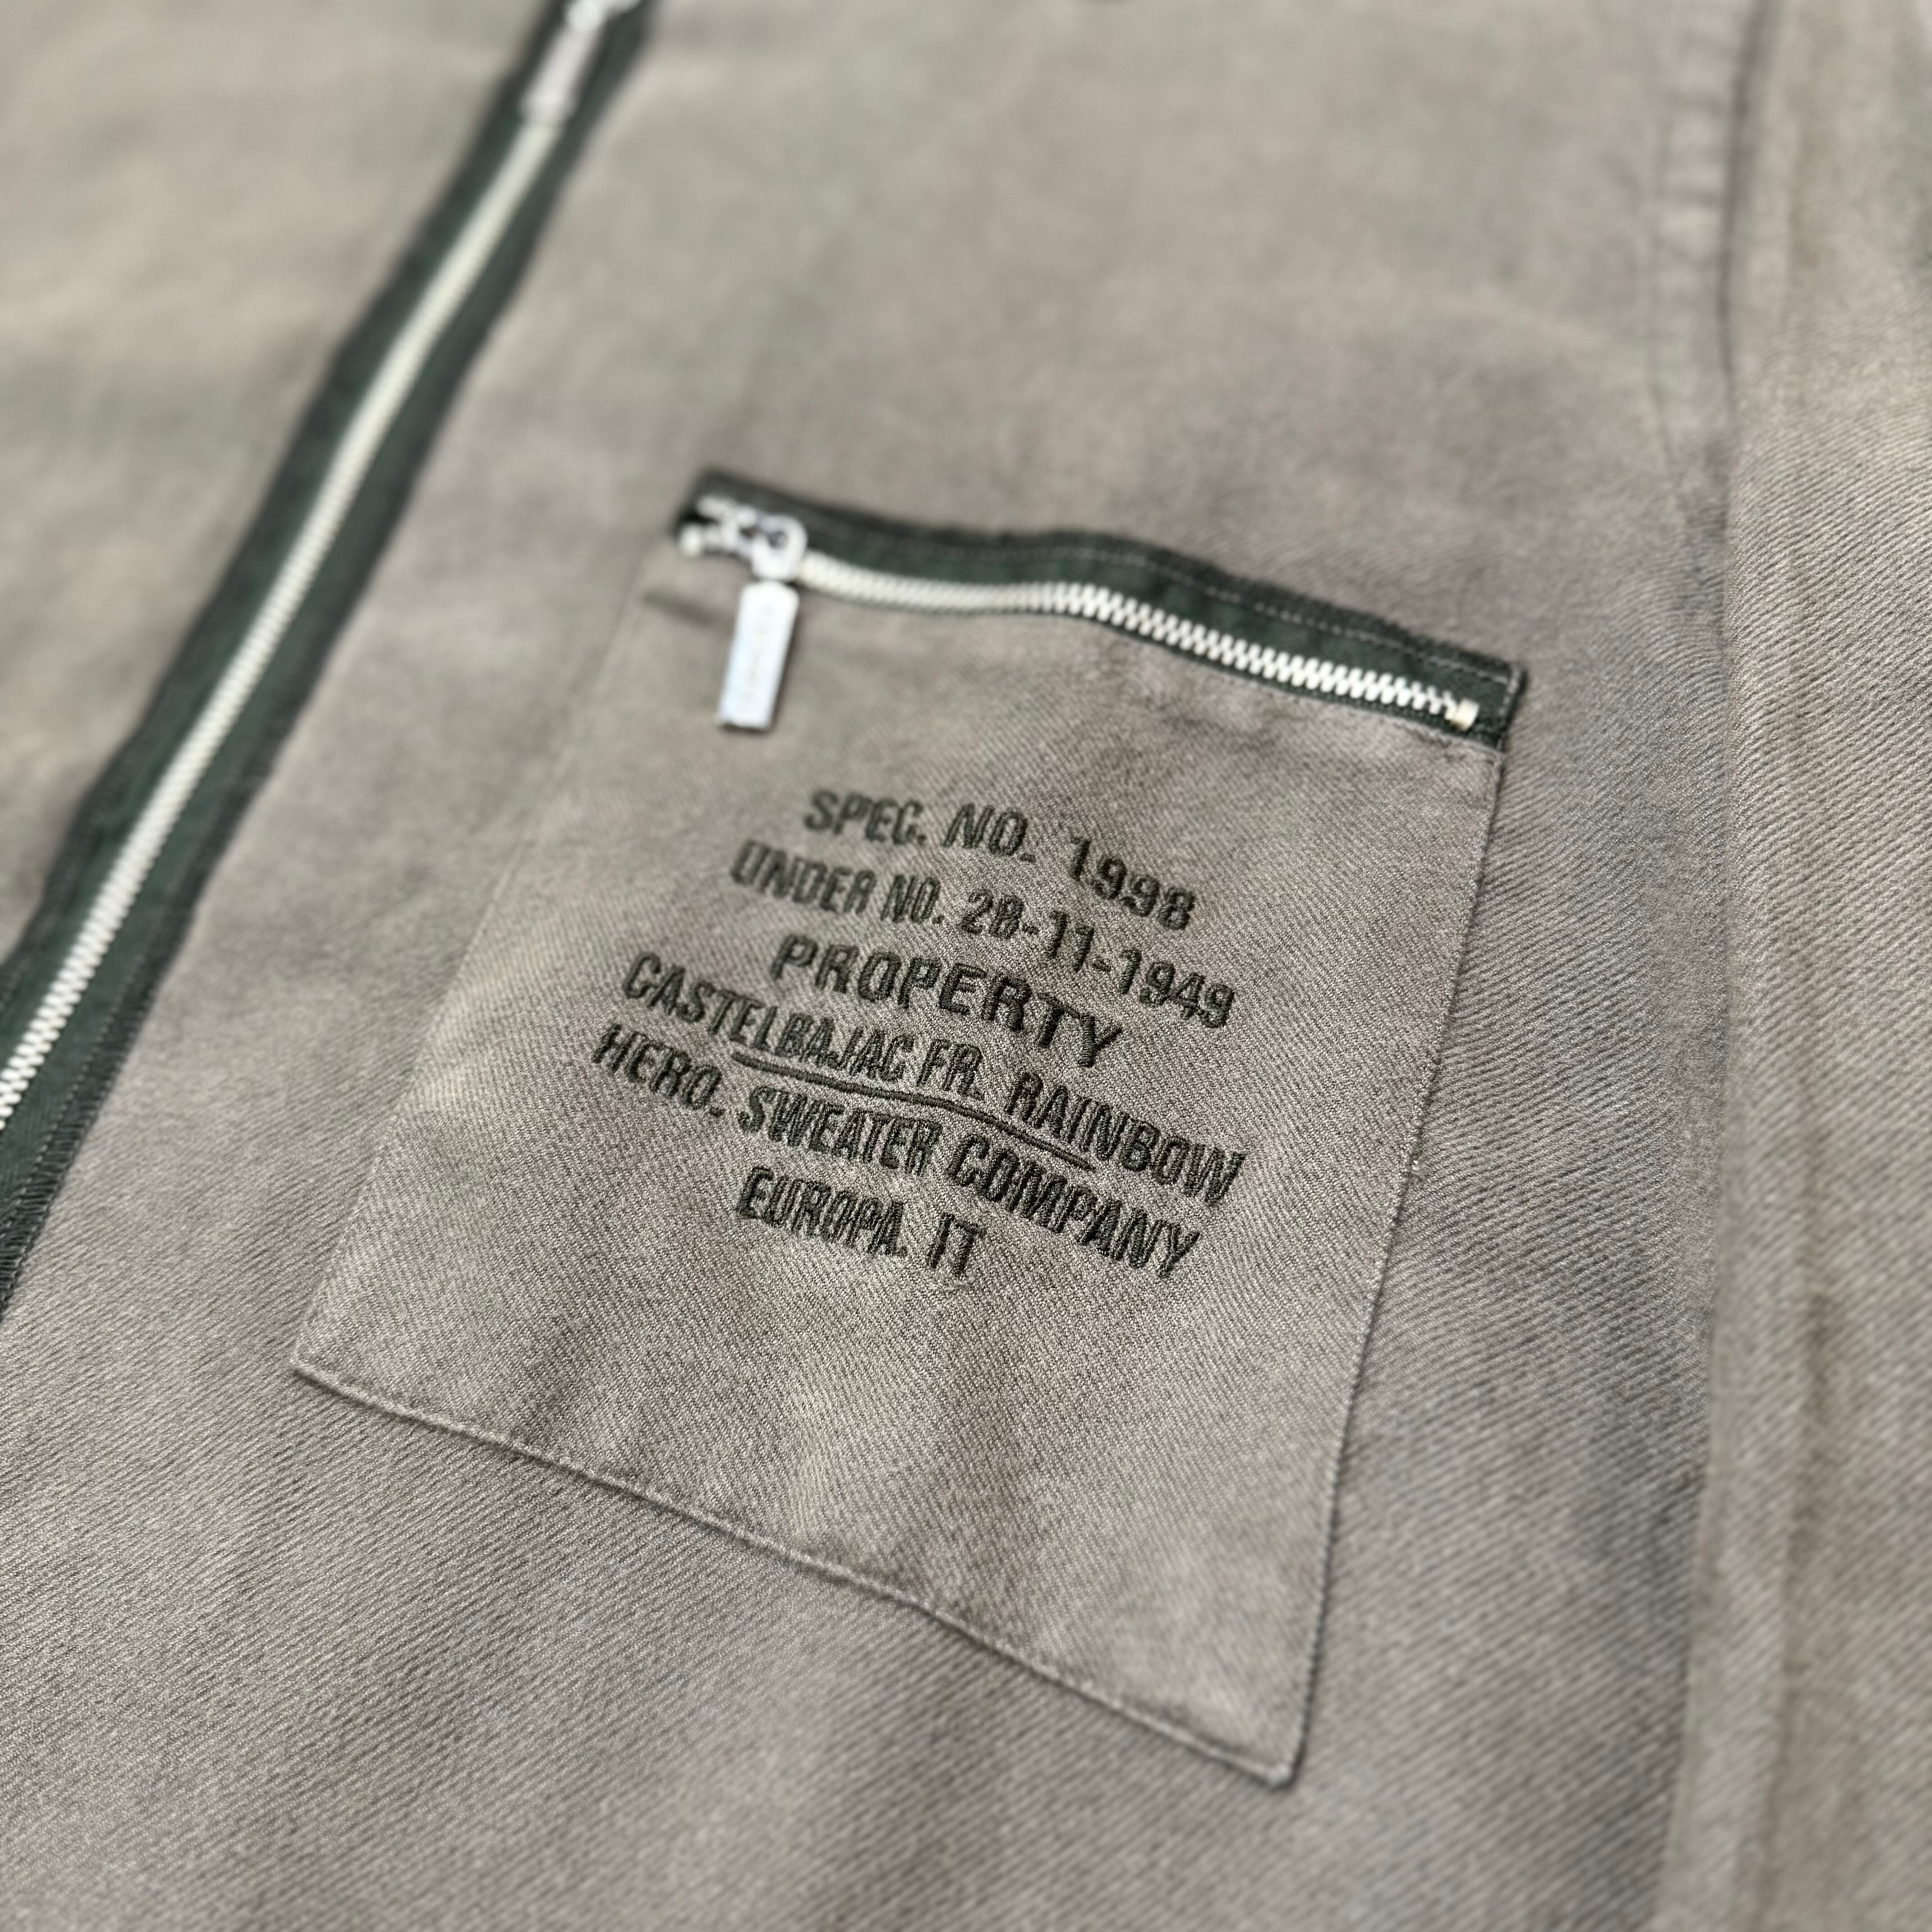 SPEC. NO. 1998
UNDER NO. 28-11-1949
PROPERTY
CASTELBAJAC FR. RAINBOW
HERO. SWEATER COMPANY
EUROPA. IT